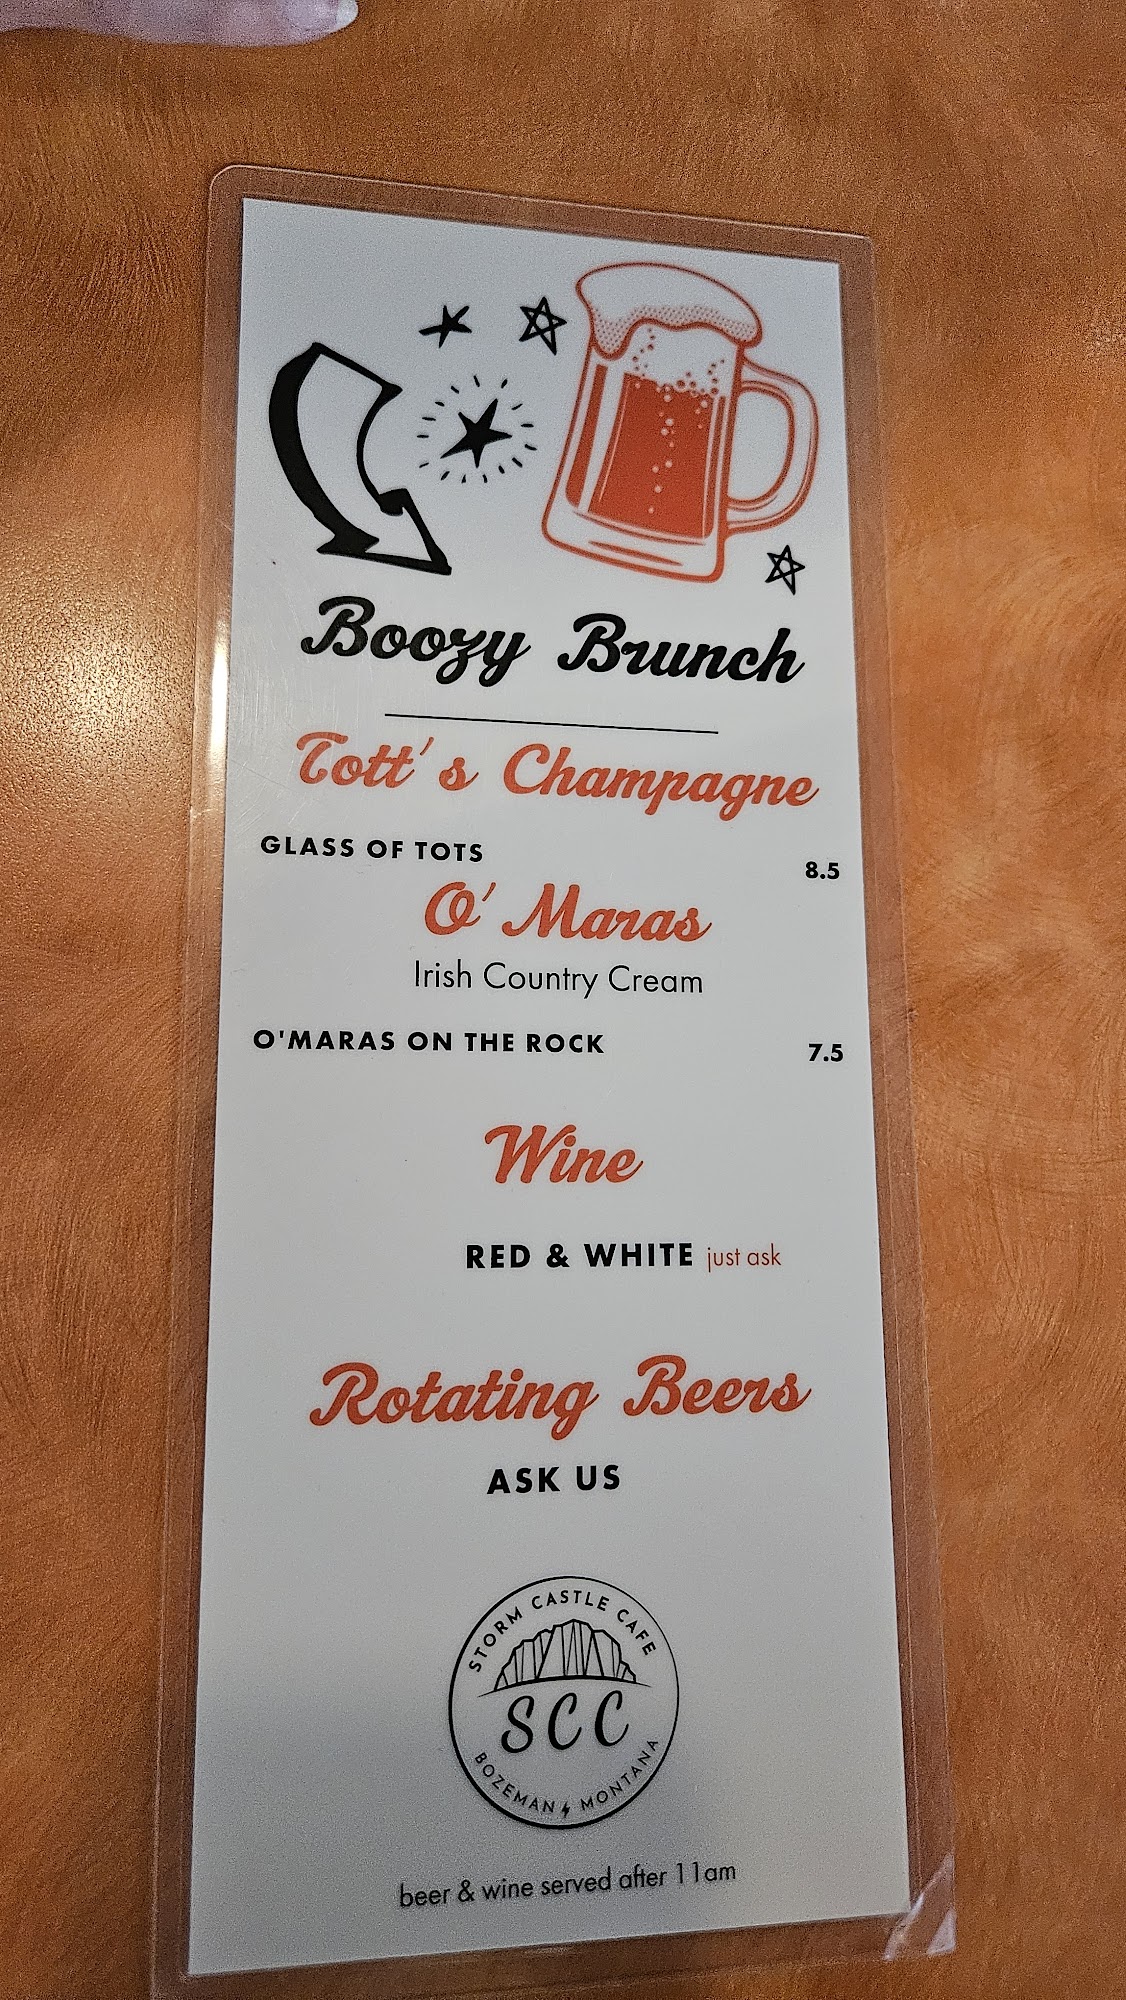 Boozy Brunch
Tott's Champagne
GLASS OF TOTS 8.5
O'Maras
Irish Country Cream
O'MARAS ON THE ROCK 7.5
Wine
RED & WHITE just ask
Rotating Beers
ASK US
STORM CASTLE CAFE
SCC
BOZEMAN MONTANA
beer & wine served after 11am